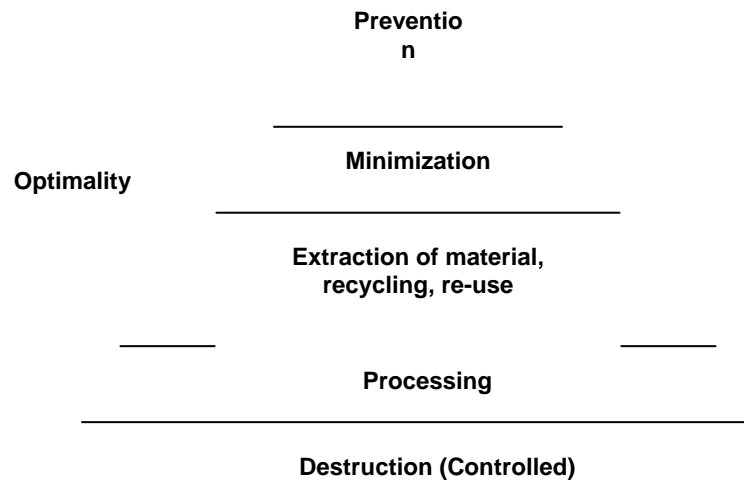 Preventio
n
Minimization
Optimality
Extraction of material,
recycling, re-use
Processing
Destruction (Controlled)